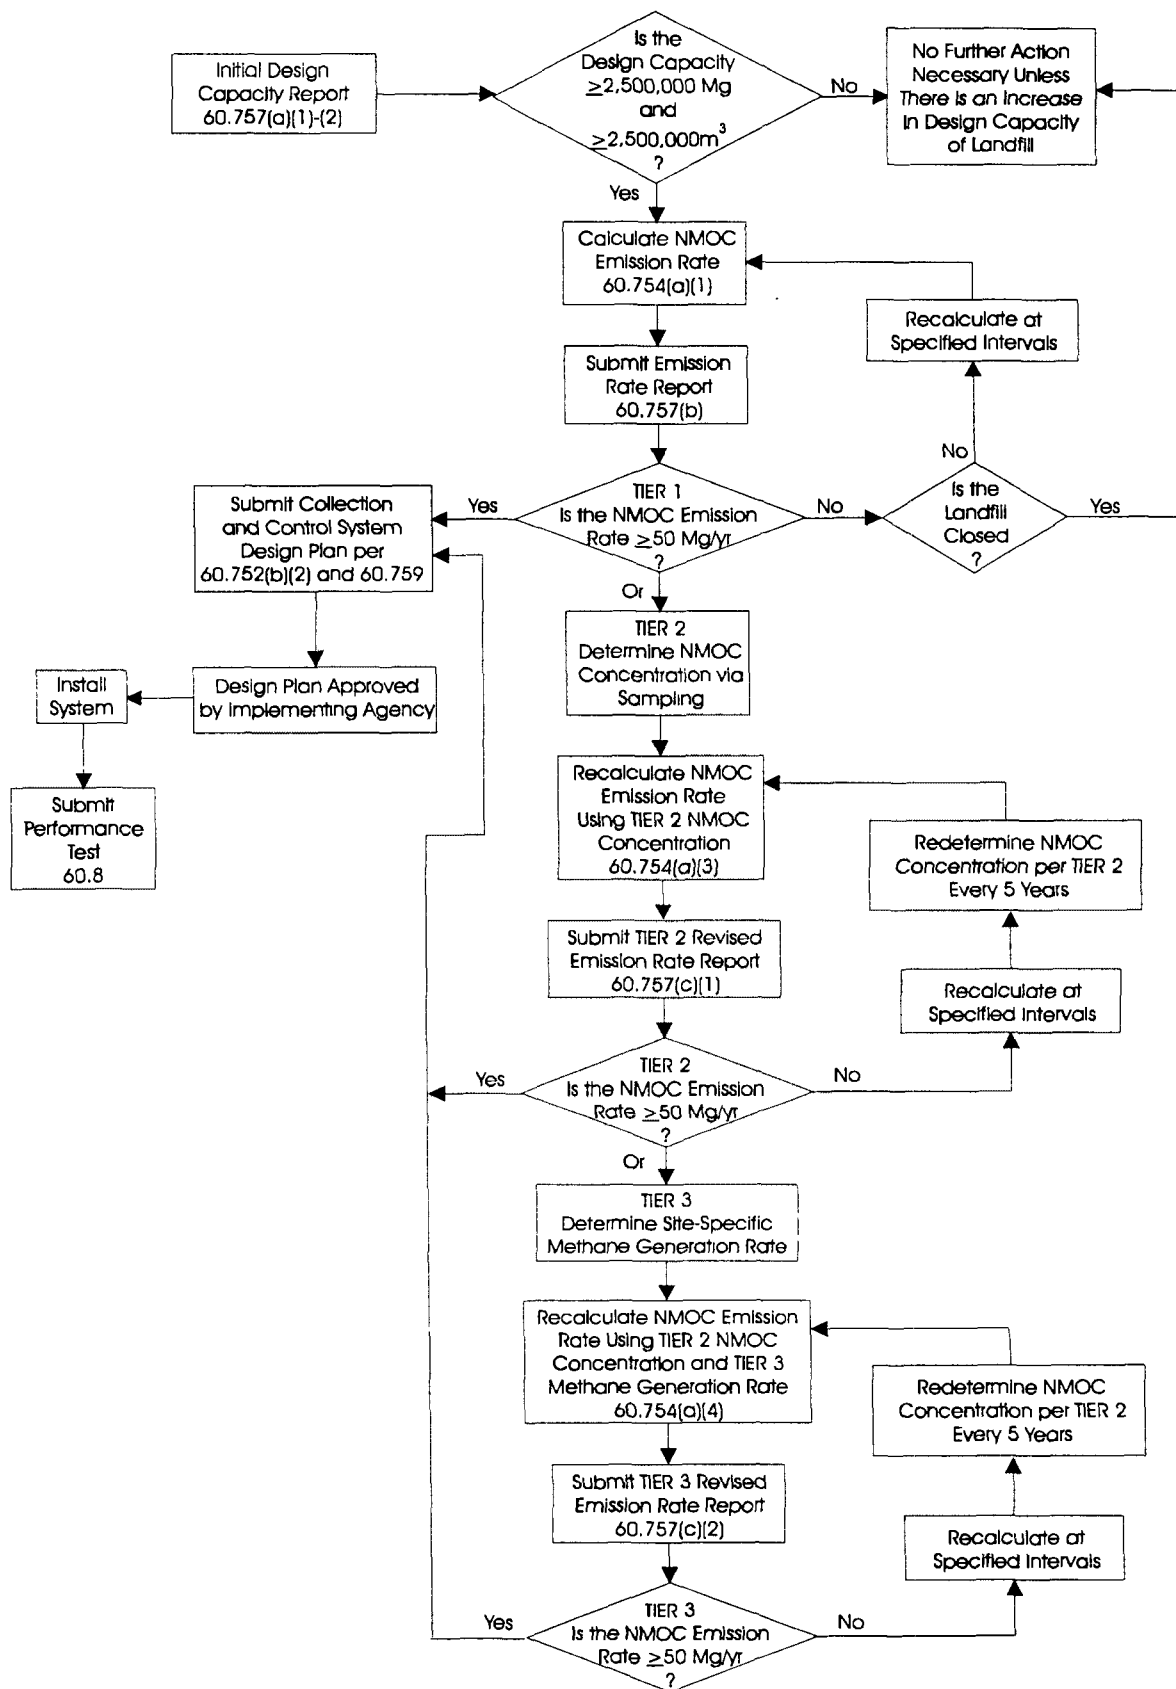 Initial Design
Capacity Report
60.757(a)(1)-(2)
Is the
Design Capacity
≥2,500,000 Mg
and
≥2,500,000m³
?
No
No Further Action
Necessary Unless
There is an Increase
in Design Capacity
of Landfill
Yes
Calculate NMOC
Emission Rate
60.754(a)(1)
Recalculate at
Specified Intervals
Submit Emission
Rate Report
60.757(b)
No
Submit Collection
and Control System
Design Plan per
60.752(b)(2) and 60.759
Yes
TIER 1
Is the NMOC Emission
Rate ≥50 Mg/yr
?
No
Is the
Landfill
Closed
?
Yes
Or
TIER 2
Determine NMOC
Concentration via
Sampling
Install
System
Design Plan Approved
by Implementing Agency
Submit
Performance
Test
60.8
Recalculate NMOC
Emission Rate
Using TIER 2 NMOC
Concentration
60.754(a)(3)
Redetermine NMOC
Concentration per TIER 2
Every 5 Years
Submit TIER 2 Revised
Emission Rate Report
60.757(c)(1)
Recalculate at
Specified Intervals
Yes
TIER 2
Is the NMOC Emission
Rate ≥50 Mg/yr
?
No
Or
TIER 3
Determine Site-Specific
Methane Generation Rate
Recalculate NMOC Emission
Rate Using TIER 2 NMOC
Concentration and TIER 3
Methane Generation Rate
60.754(a)(4)
Redetermine NMOC
Concentration per TIER 2
Every 5 Years
Submit TIER 3 Revised
Emission Rate Report
60.757(c)(2)
Recalculate at
Specified Intervals
Yes
TIER 3
Is the NMOC Emission
Rate ≥50 Mg/yr
?
No